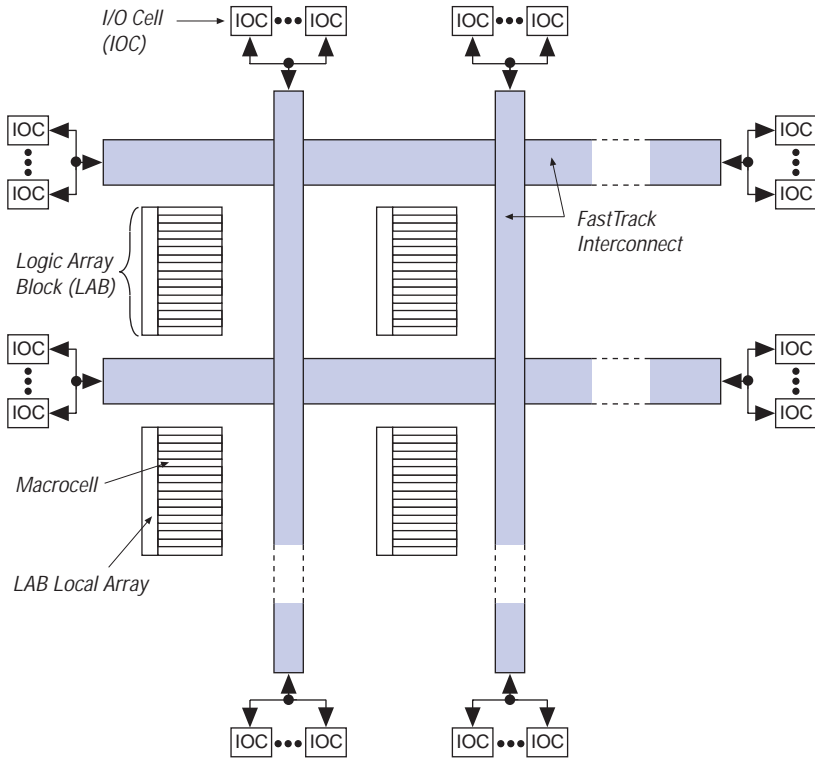 I/O Cell
(IOC)
IOC
IOC
IOC
IOC
IOC
IOC
IOC
IOC
FastTrack
Interconnect
Logic Array
Block (LAB)
IOC
IOC
IOC
IOC
Macrocell
LAB Local Array
IOC
IOC
IOC
IOC